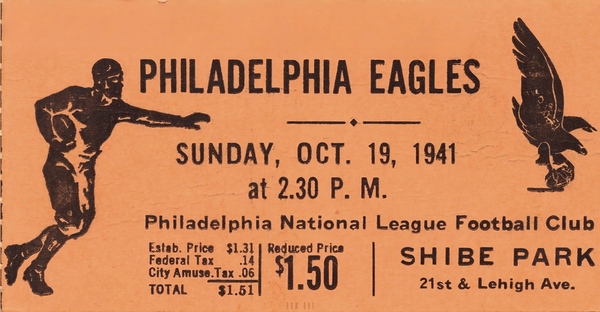 PHILADELPHIA EAGLES
SUNDAY, OCT. 19, 1941
at 2.30 P. M.
Philadelphia National League Football Club
Estab. Price $1.31
Federal Tax .14
City Amuse.Tax .06
TOTAL $1.51
Reduced Price
$1.50
SHIBE PARK
21st & Lehigh Ave.